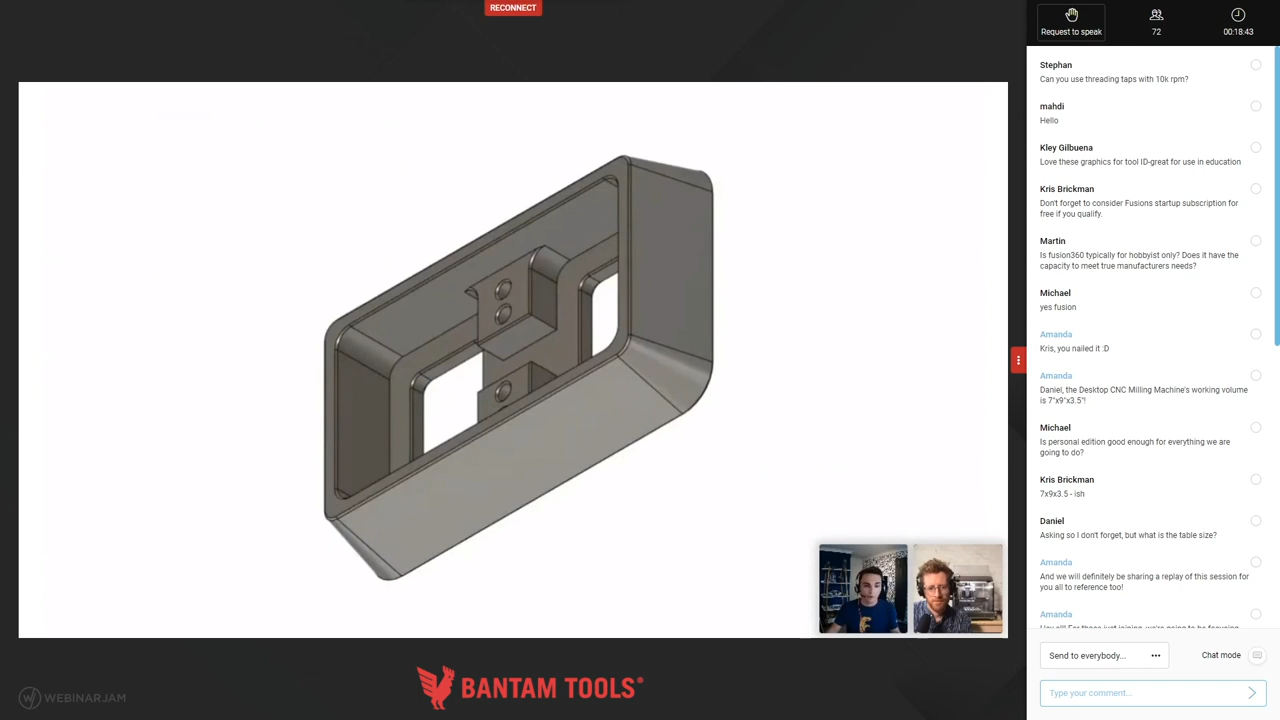 RECONNECT
Request to speak
72
00:18:43
Stephan
Can you use threading taps with 10k rpm?
mahdi
Hello
Kley Gilbuena
Love these graphics for tool ID-great for use in education
Kris Brickman
Don't forget to consider Fusions startup subscription for
free if you qualify.
Martin
Is fusion360 typically for hobbyist only? Does it have the
capacity to meet true manufacturers needs?
Michael
yes fusion
Amanda
Kris, you nailed it :D
Amanda
Daniel, the Desktop CNC Milling Machine's working volume
is 7"x9"x3.5"!
Michael
Is personal edition good enough for everything we are
going to do?
Kris Brickman
7x9x3.5 - ish
Daniel
Asking so I don't forget, but what is the table size?
Amanda
And we will definitely be sharing a replay of this session for
you all to reference too!
Amanda
Send to everybody...
Chat mode
Type your comment...
BANTAM TOOLS®
WEBINARJAM